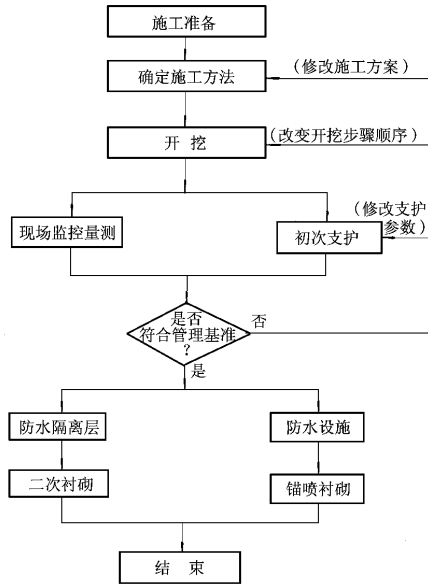 施工准备
确定施工方法
（修改施工方案）
开 挖
（改变开挖步骤顺序）
现场监控量测
初次支护
（修改支护
参数）
是否
符合管理基准
？
否
是
防水隔离层
防水设施
二次衬砌
锚喷衬砌
结 束